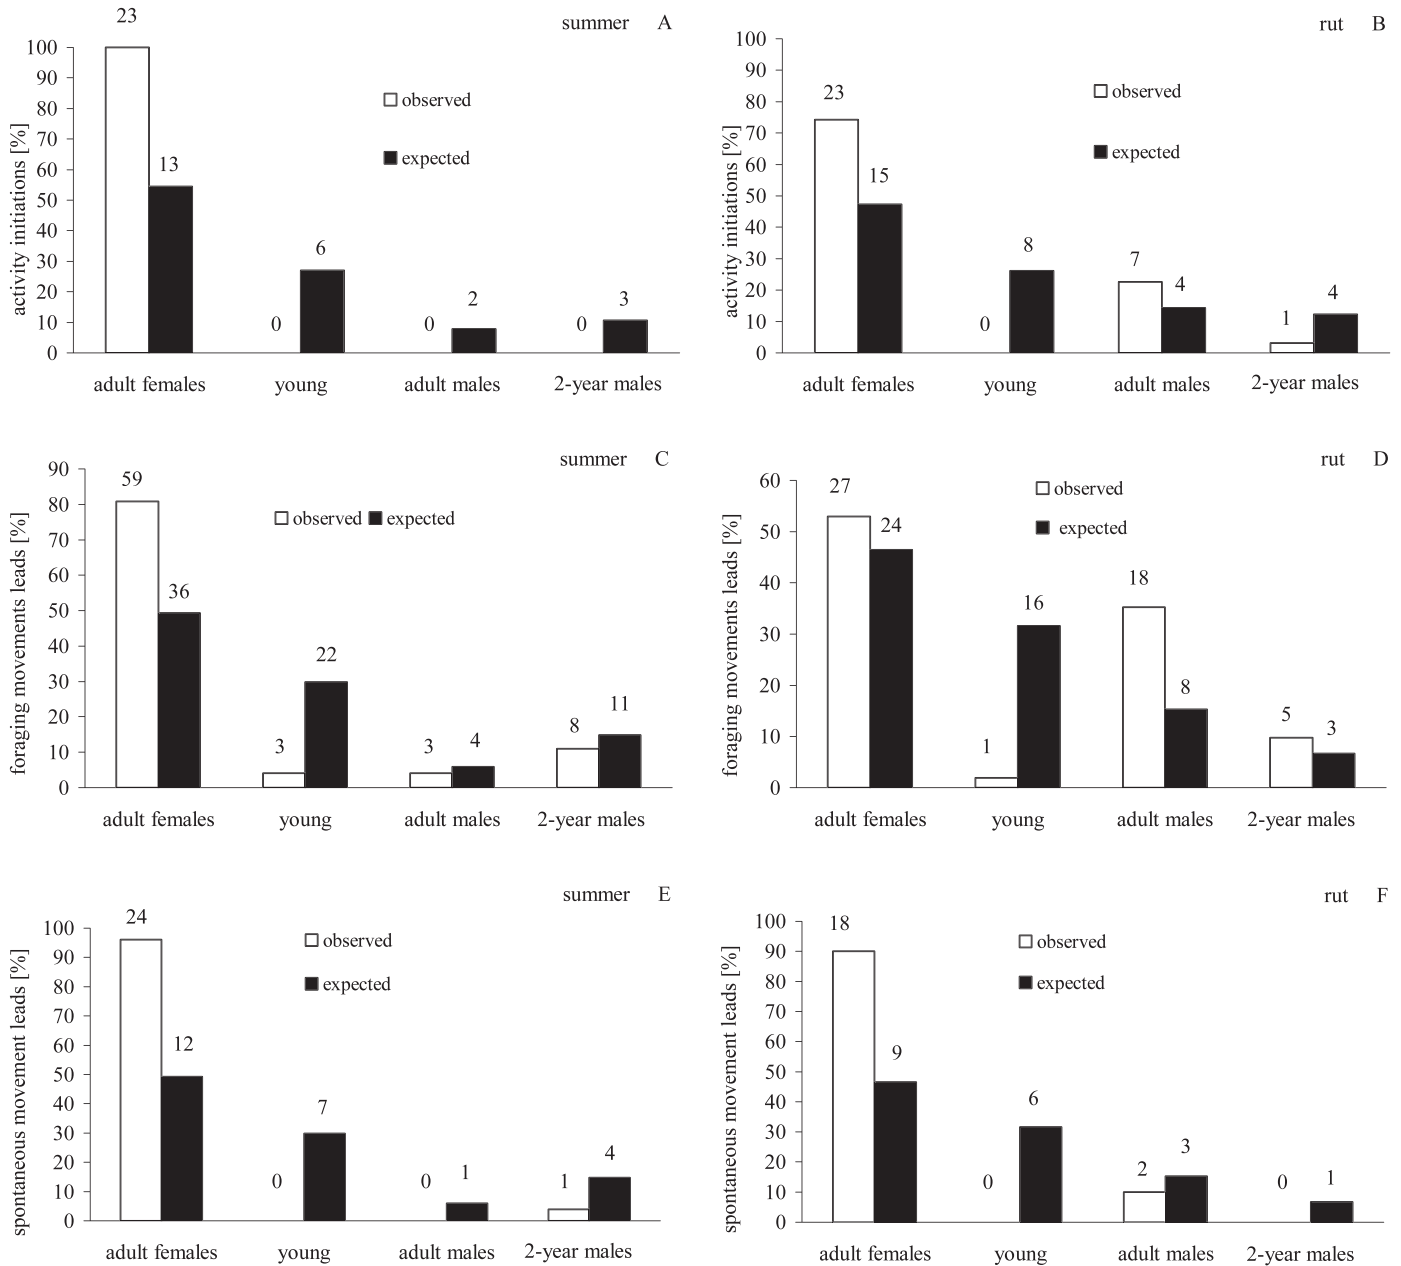 summer A
23
100
90
80
70
60
50
40
30
20
10
0
activity initiations [%]
observed
expected
13
0 6
0 2
0 3
adult females young adult males 2-year males
rut B
100
90
80
70
60
50
40
30
20
10
0
activity initiations [%]
observed
expected
23 15
0 8
7 4
1 4
adult females young adult males 2-year males
summer C
90
80
70
60
50
40
30
20
10
0
foraging movements leads [%]
observed expected
59 36
3 22
3 4
8 11
adult females young adult males 2-year males
rut D
60
50
40
30
20
10
0
foraging movements leads [%]
observed
expected
27 24
1 16
18 8
5 3
adult females young adult males 2-year males
summer E
100
90
80
70
60
50
40
30
20
10
0
spontaneous movement leads [%]
observed
expected
24 12
0 7
0 1
1 4
adult females young adult males 2-year males
rut F
100
90
80
70
60
50
40
30
20
10
0
spontaneous movement leads [%]
observed
expected
18 9
0 6
2 3
0 1
adult females young adult males 2-year males